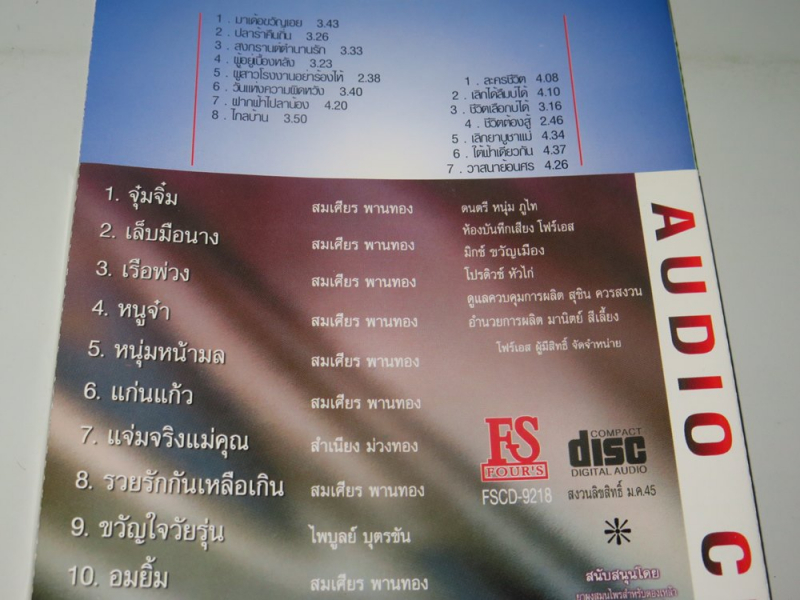 1 . มาเด้อขวัญเอย 3.43
2 . ปลาร้าคืนถิ่น 3.26
3 . สงกรานต์ตำนานรัก 3.33
4 . ผู้อยู่เบื้องหลัง 3.23
5 . ผู้สาวโรงงานอย่าร้องไห้ 2.38
6 . วันแห่งความผิดหวัง 3.40
7 . ฝากฟ้าไปลาน้อง 4.20
8 . ไกลบ้าน 3.50
1 . ละครชีวิต 4.08
2 . เลิกได้ลืมบ่ได้ 4.10
3 . ชีวิตเลือกบ่ได้ 3.16
4 . ชีวิตต้องสู้ 2.46
5 . เลิกยาบูชาแม่ 4.34
6 . ใต้ฟ้าเดียวกัน 4.37
7 . วาสนาย่อนศร 4.26
1. จุ๋มจิ๋ม สมเศียร พานทอง
2. เล็บมือนาง สมเศียร พานทอง
3. เรือพ่วง สมเศียร พานทอง
4. หนูจ๋า สมเศียร พานทอง
5. หนุ่มหน้ามล สมเศียร พานทอง
6. แก่นแก้ว สมเศียร พานทอง
7. แจ่มจริงแม่คุณ สำเนียง ม่วงทอง
8. รวยรักกันเหลือเกิน สมเศียร พานทอง
9. ขวัญใจวัยรุ่น ไพบูลย์ บุตรขัน
10. อมยิ้ม สมเศียร พานทอง
ดนตรี หนุ่ม ภูไท
ห้องบันทึกเสียง โฟร์เอส
มิกซ์ ขวัญเมือง
โปรดิวซ์ หัวไก่
ดูแลควบคุมการผลิต สุชิน ควรสงวน
อำนวยการผลิต มานิตย์ สีเลี้ยง
โฟร์เอส ผู้มีสิทธิ์ จัดจำหน่าย
FS
FOUR'S
FSCD-9218
COMPACT
disc
DIGITAL AUDIO
สงวนลิขสิทธิ์ ม.ค.45
สนับสนุนโดย
AUDIO C